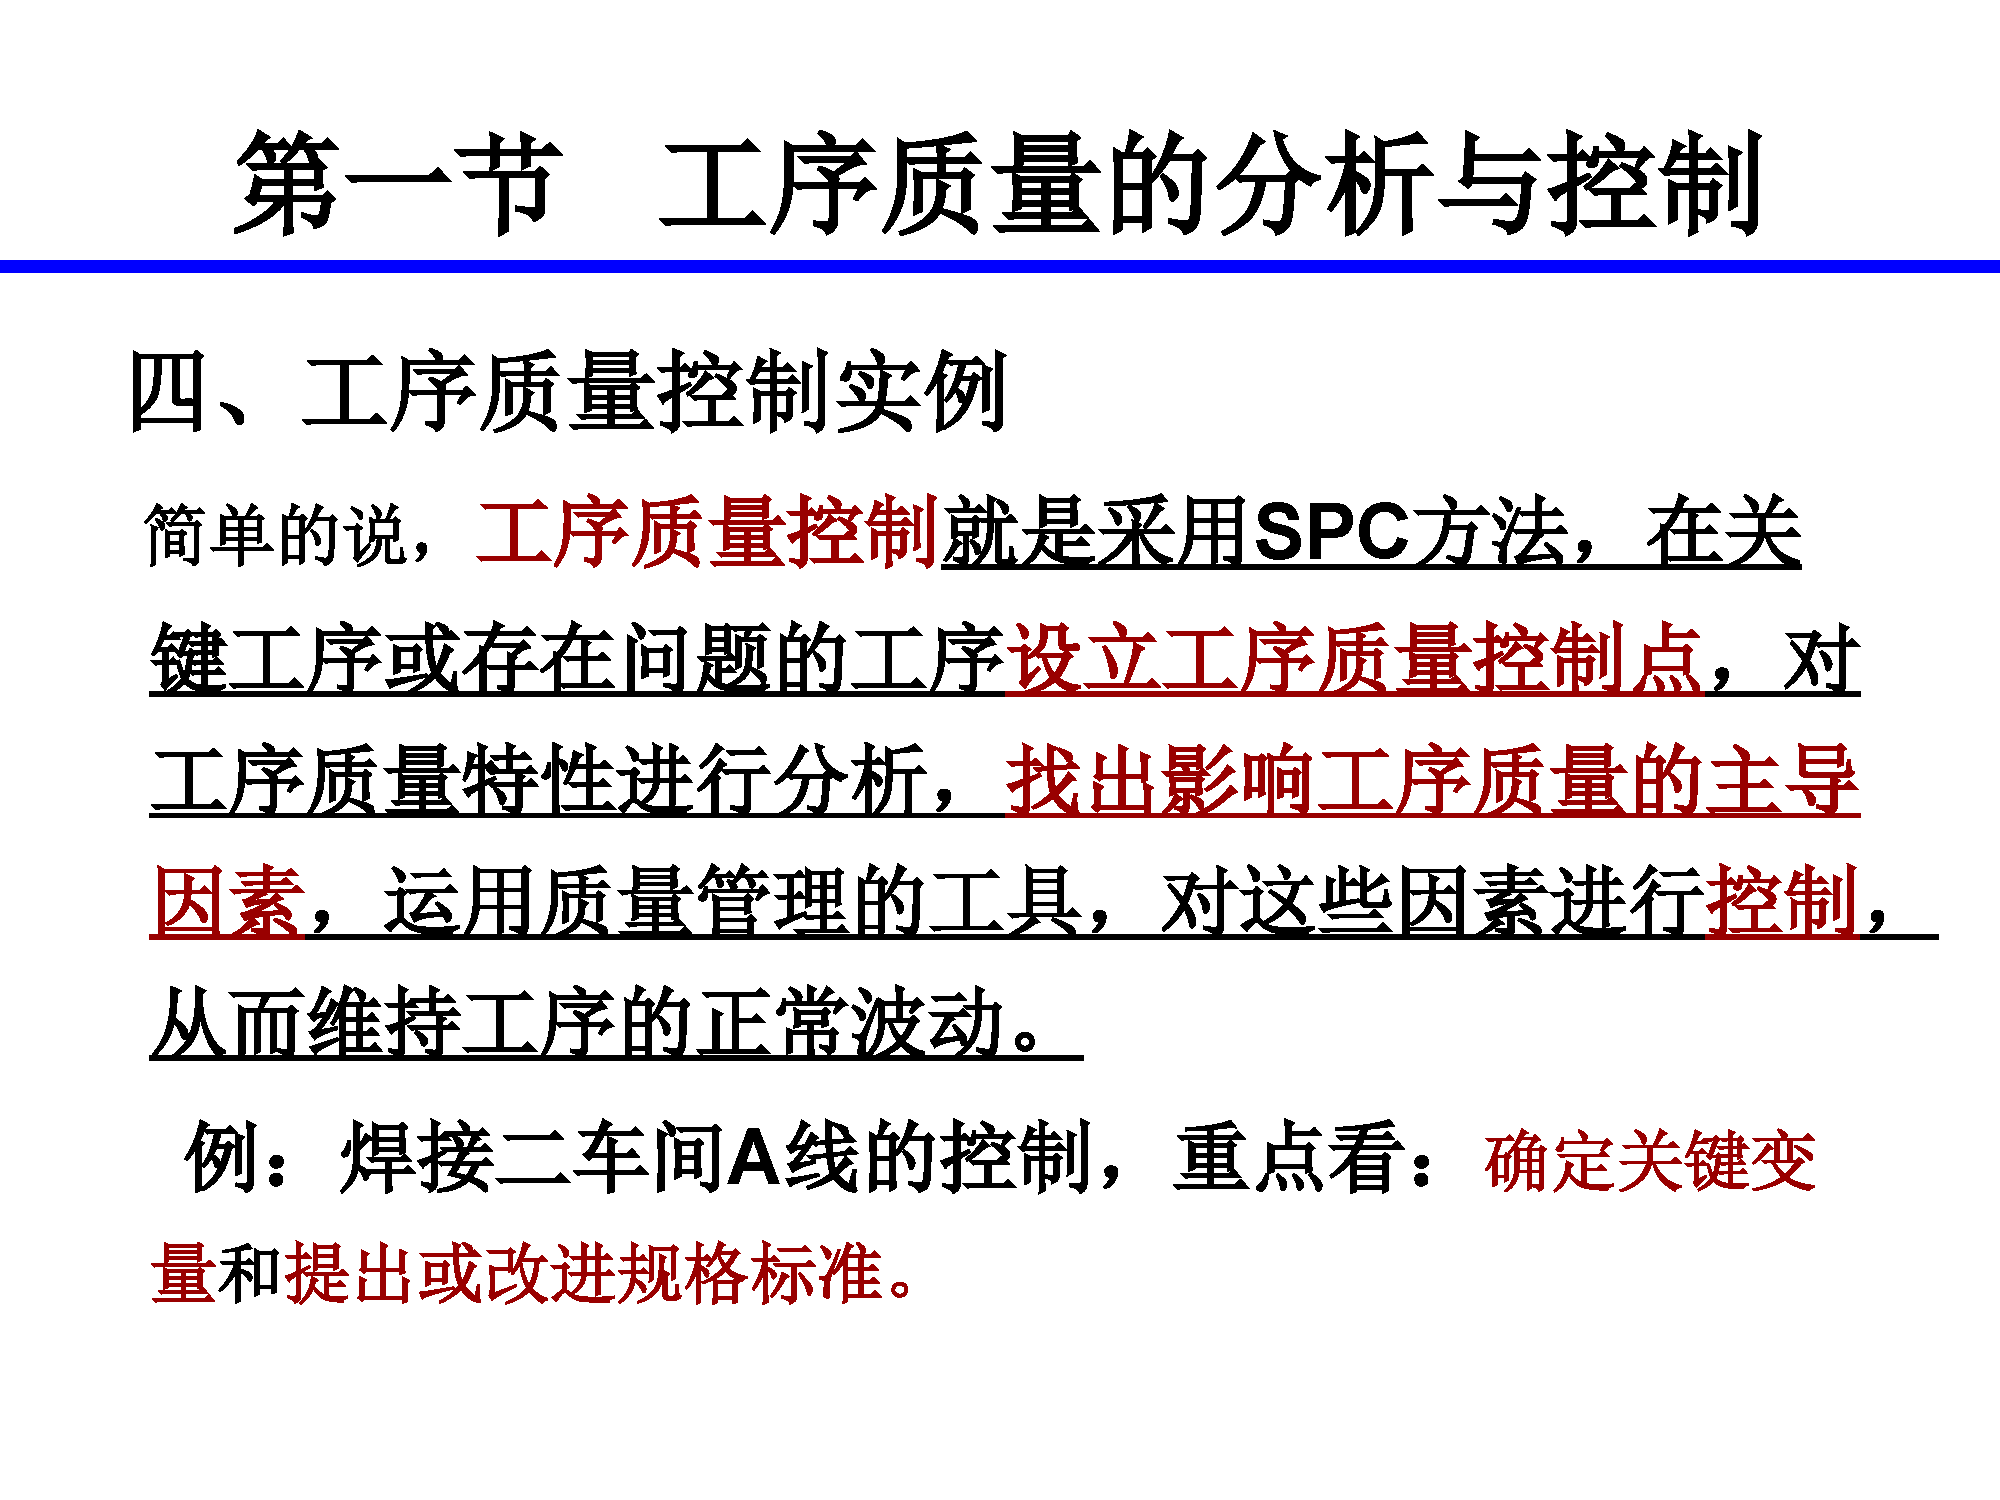 第一节 工序质量的分析与控制
四、工序质量控制实例
简单的说，工序质量控制就是采用SPC方法，在关
键工序或存在问题的工序设立工序质量控制点，对
工序质量特性进行分析，找出影响工序质量的主导
因素，运用质量管理的工具，对这些因素进行控制，
从而维持工序的正常波动。
例：焊接二车间A线的控制，重点看：确定关键变
量和提出或改进规格标准。